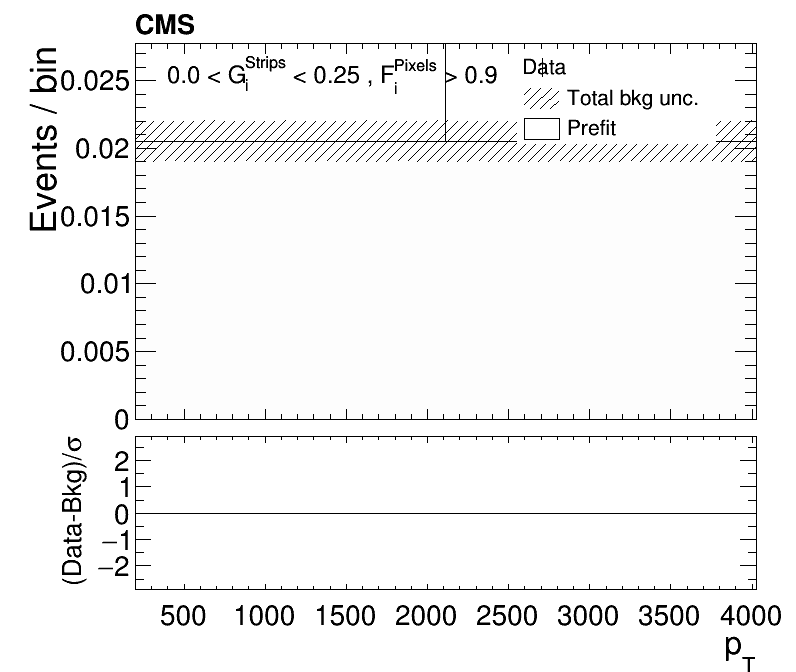 CMS
Events / bin
0.0 < G_i^Strips < 0.25 , F_i^Pixels > 0.9
Data
Total bkg unc.
Prefit
0.025
0.02
0.015
0.01
0.005
0
(Data-Bkg)/σ
2
1
0
−1
−2
500 1000 1500 2000 2500 3000 3500 4000
p_T